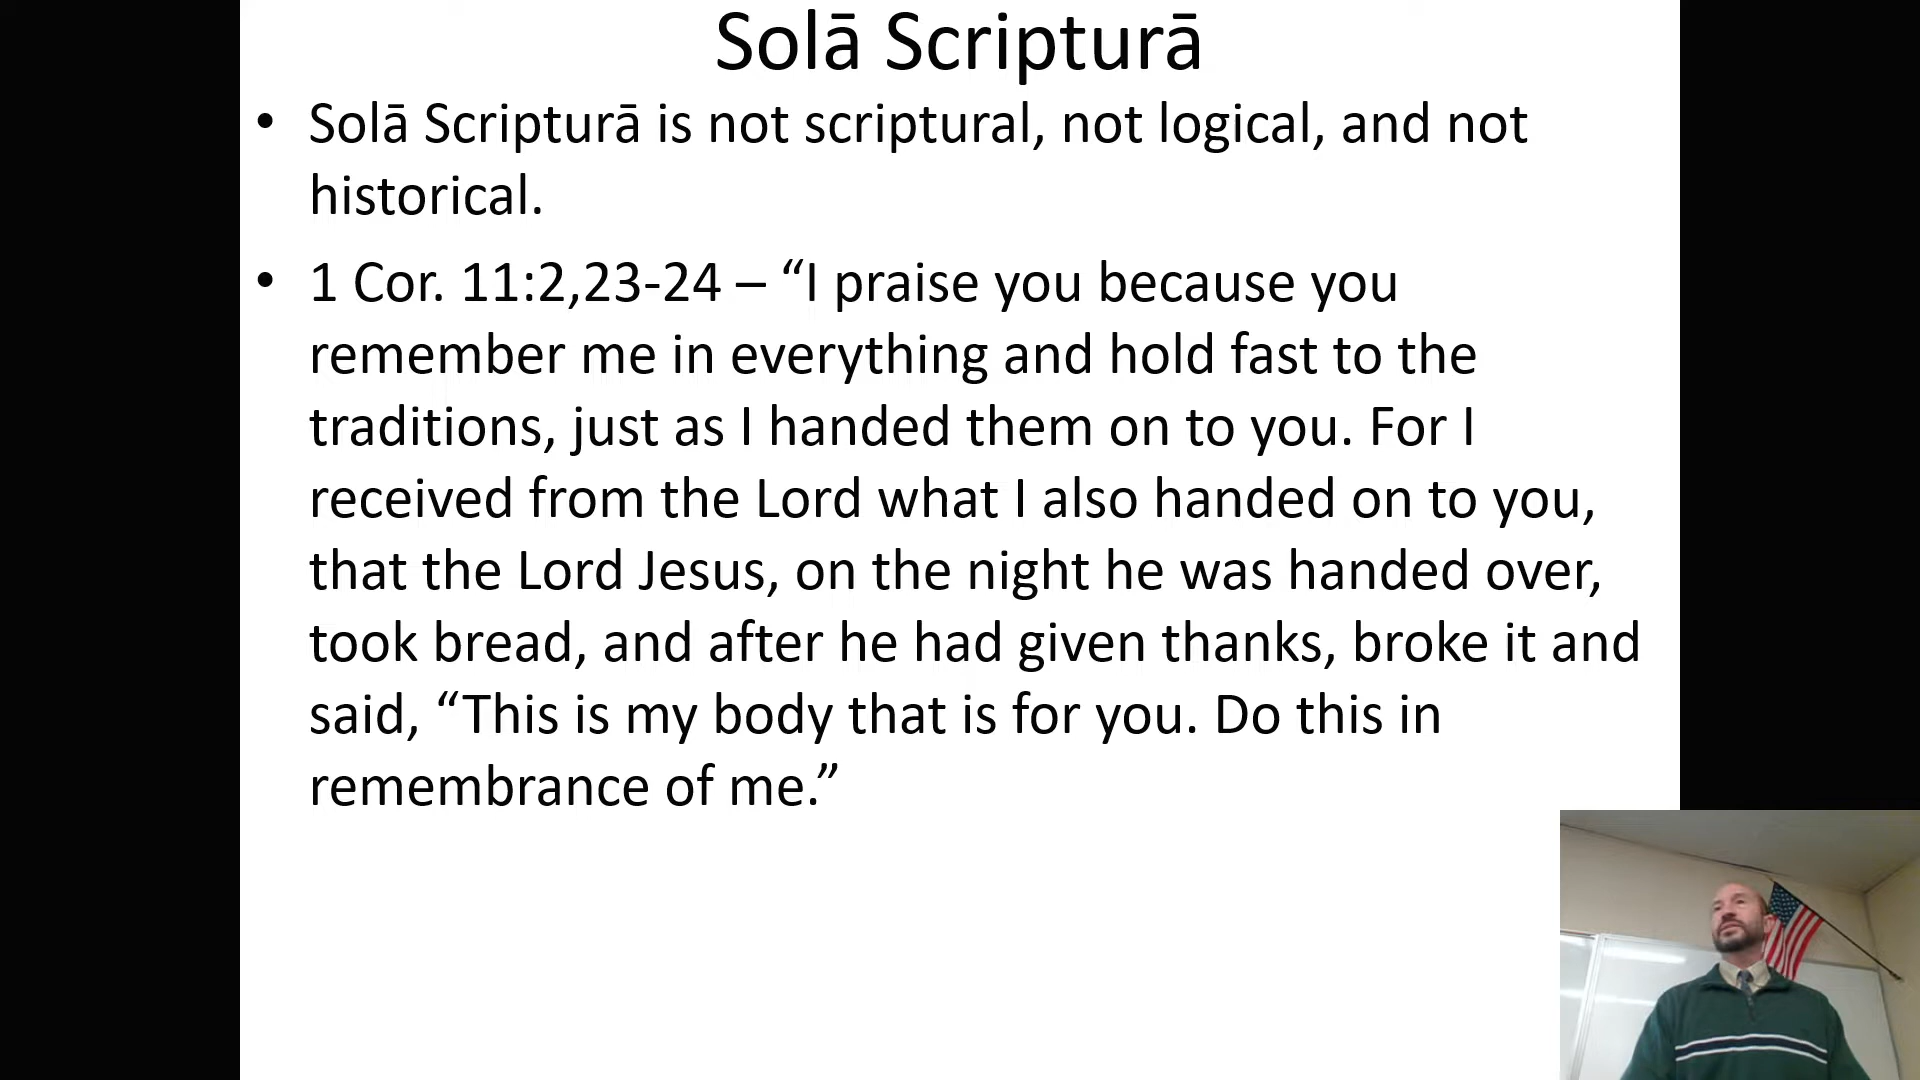 Solā Scripturā
• Solā Scripturā is not scriptural, not logical, and not
historical.
• 1 Cor. 11:2,23-24 – “I praise you because you
remember me in everything and hold fast to the
traditions, just as I handed them on to you. For I
received from the Lord what I also handed on to you,
that the Lord Jesus, on the night he was handed over,
took bread, and after he had given thanks, broke it and
said, “This is my body that is for you. Do this in
remembrance of me.”